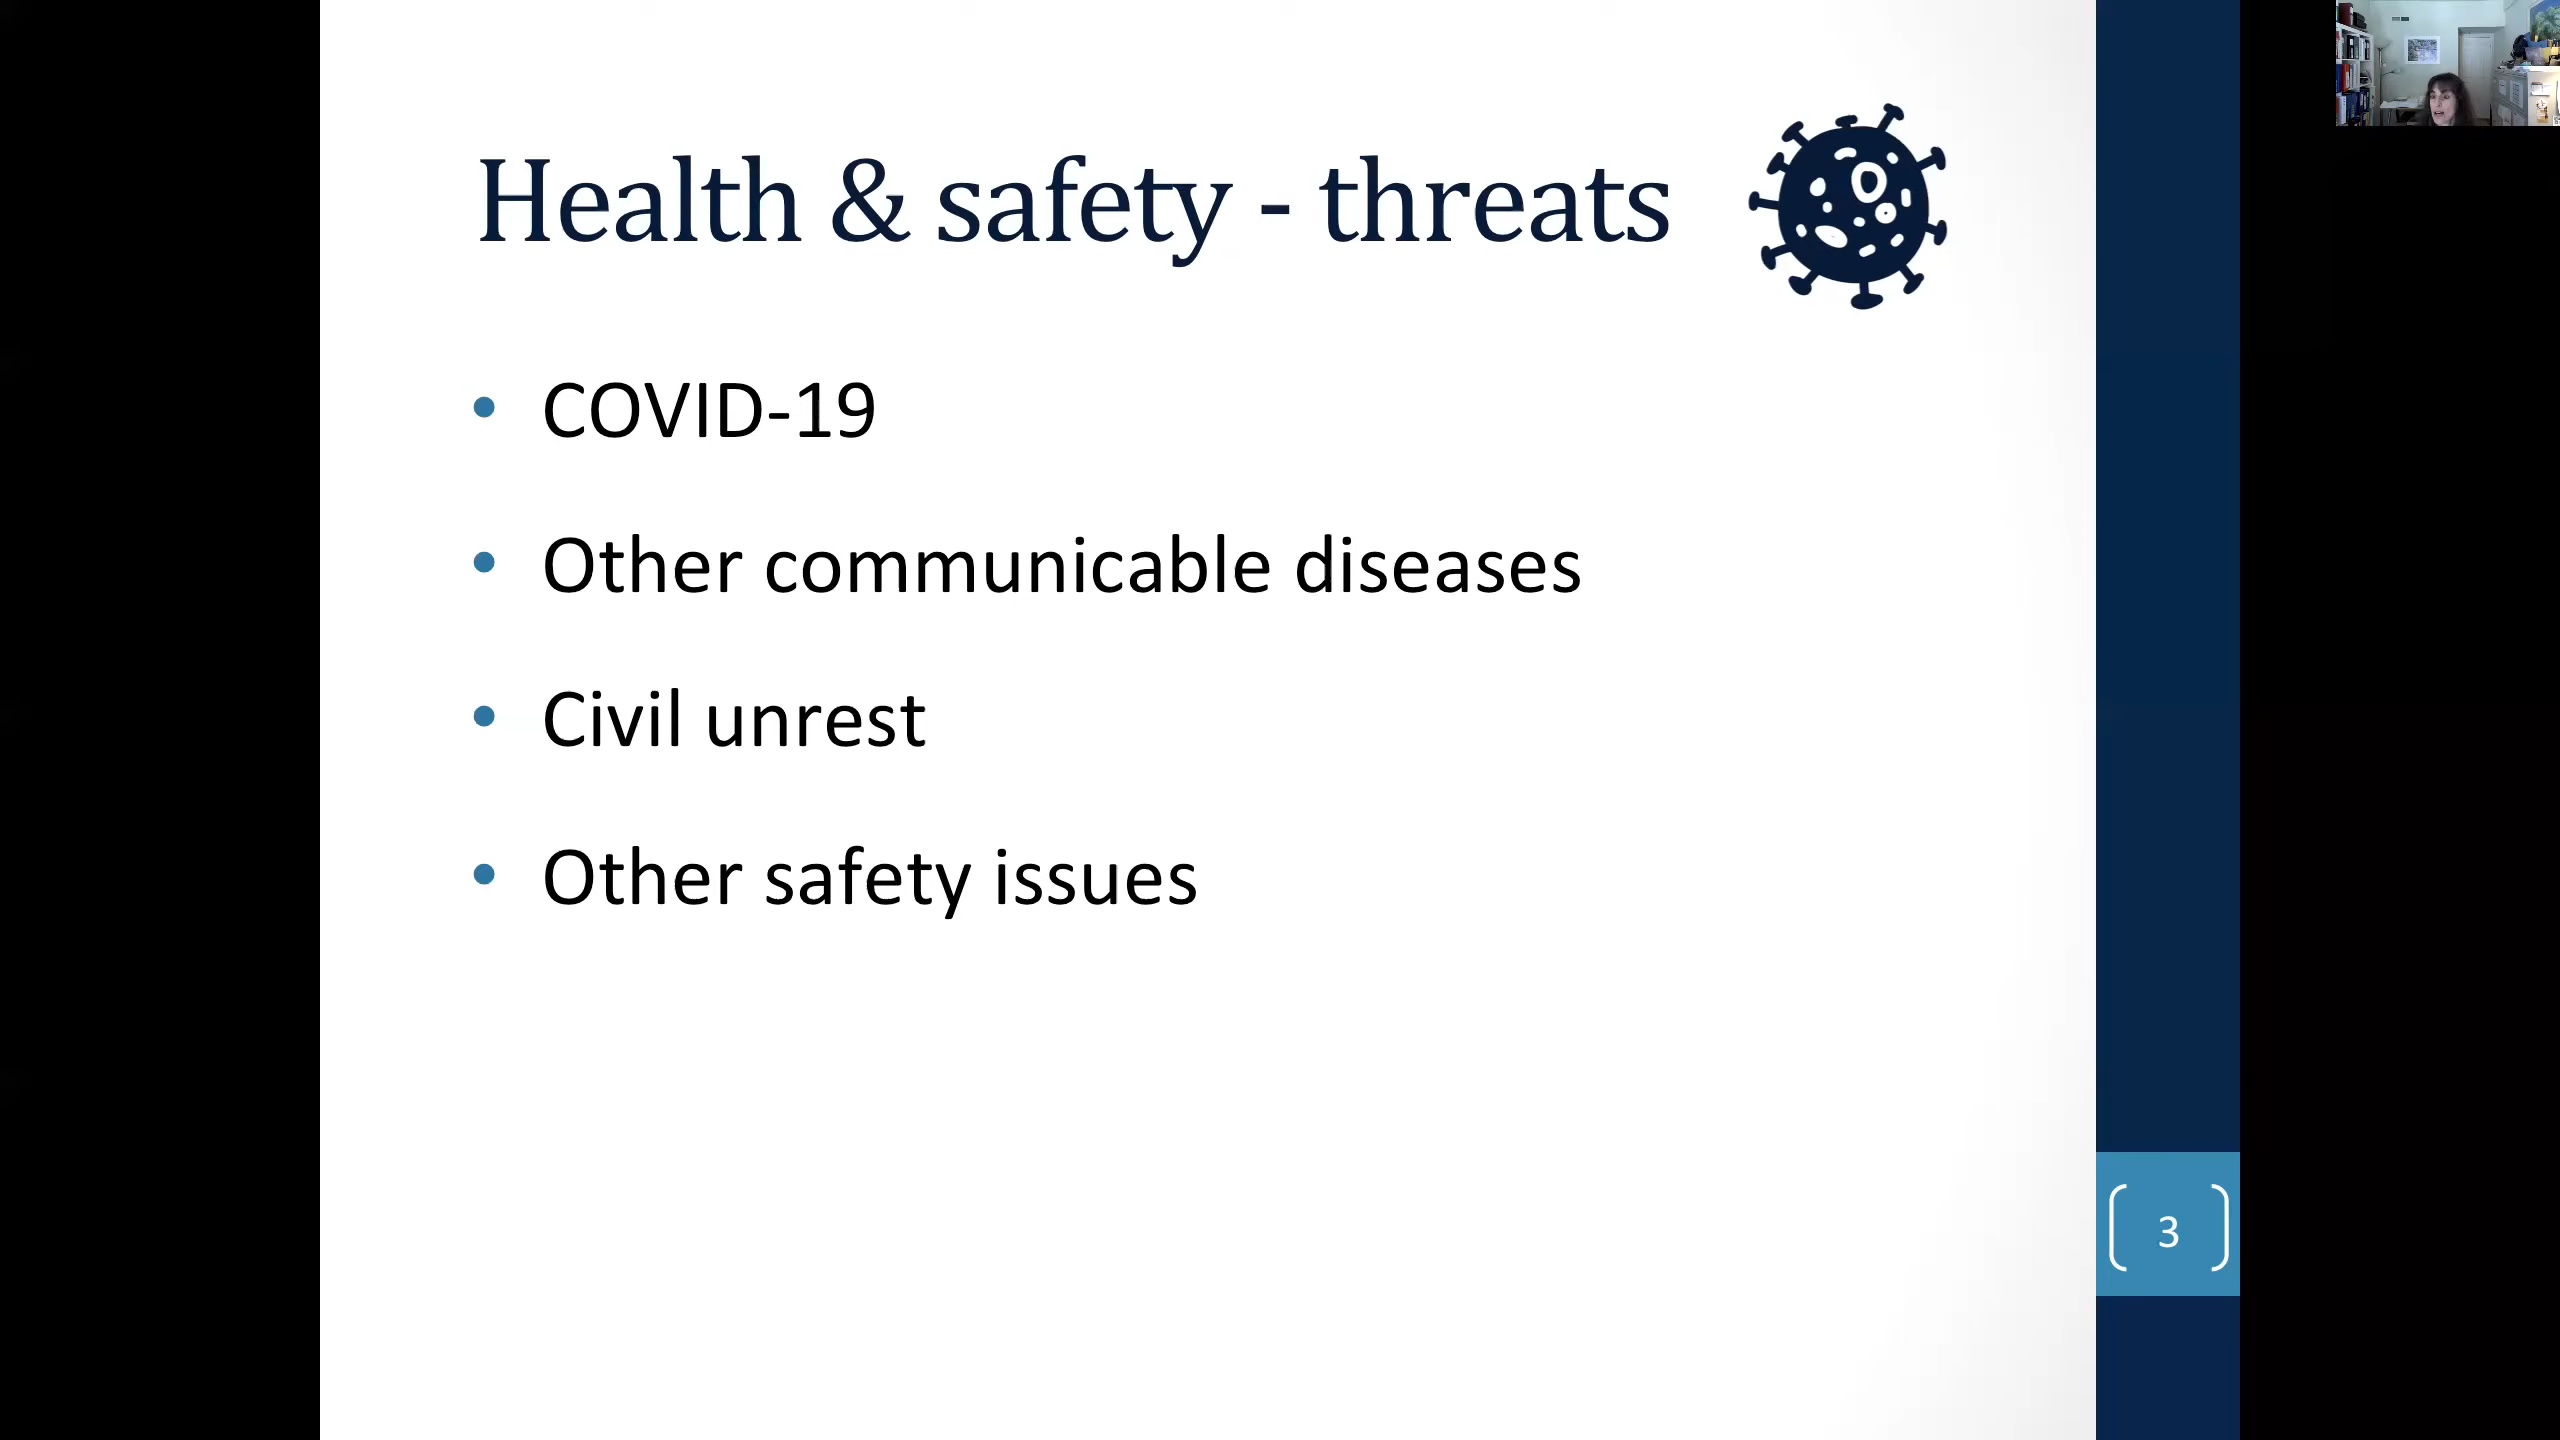 Health & safety - threats
• COVID-19
• Other communicable diseases
• Civil unrest
• Other safety issues
3